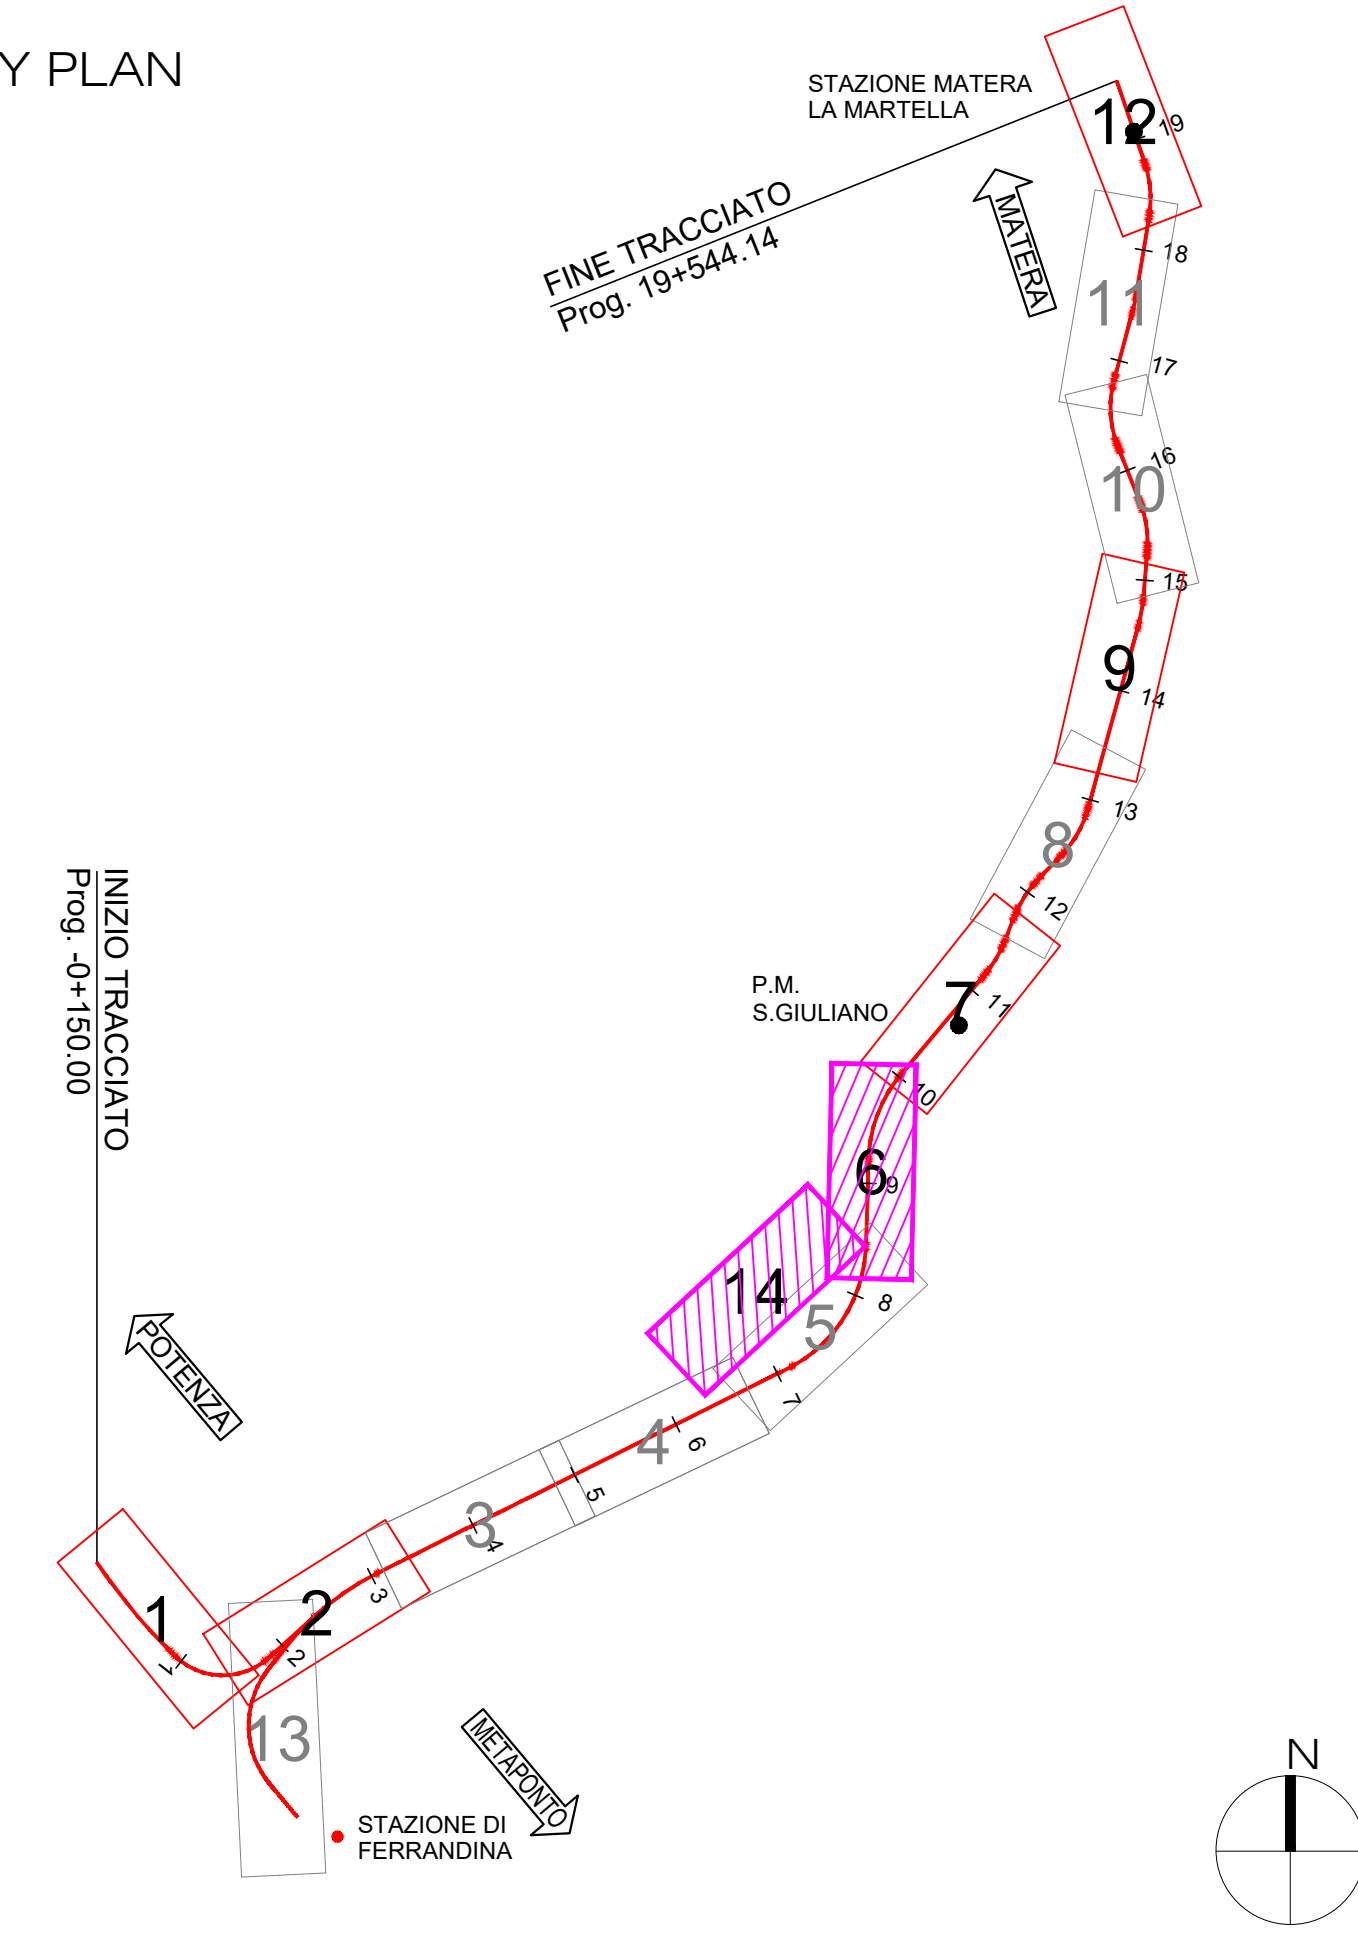 Y PLAN
STAZIONE MATERA
LA MARTELLA
12
19
FINE TRACCIATO
Prog. 19+544.14
MATERA
18
11
17
16
10
15
9
14
13
8
12
INIZIO TRACCIATO
Prog. -0+150.00
P.M.
S.GIULIANO
7
11
10
6
9
14
8
5
POTENZA
7
4
6
5
3
4
3
1
2
2
1
13
METAPONTO
N
STAZIONE DI
FERRANDINA